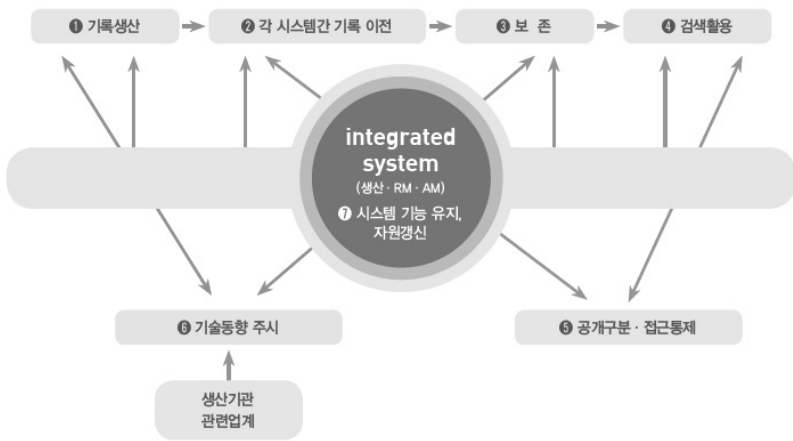 ❶ 기록생산
❷ 각 시스템간 기록 이전
❸ 보 존
❹ 검색활용
integrated
system
(생산 · RM · AM)
❼ 시스템 기능 유지,
자원갱신
❻ 기술동향 주시
❺ 공개구분 · 접근통제
생산기관
관련업계